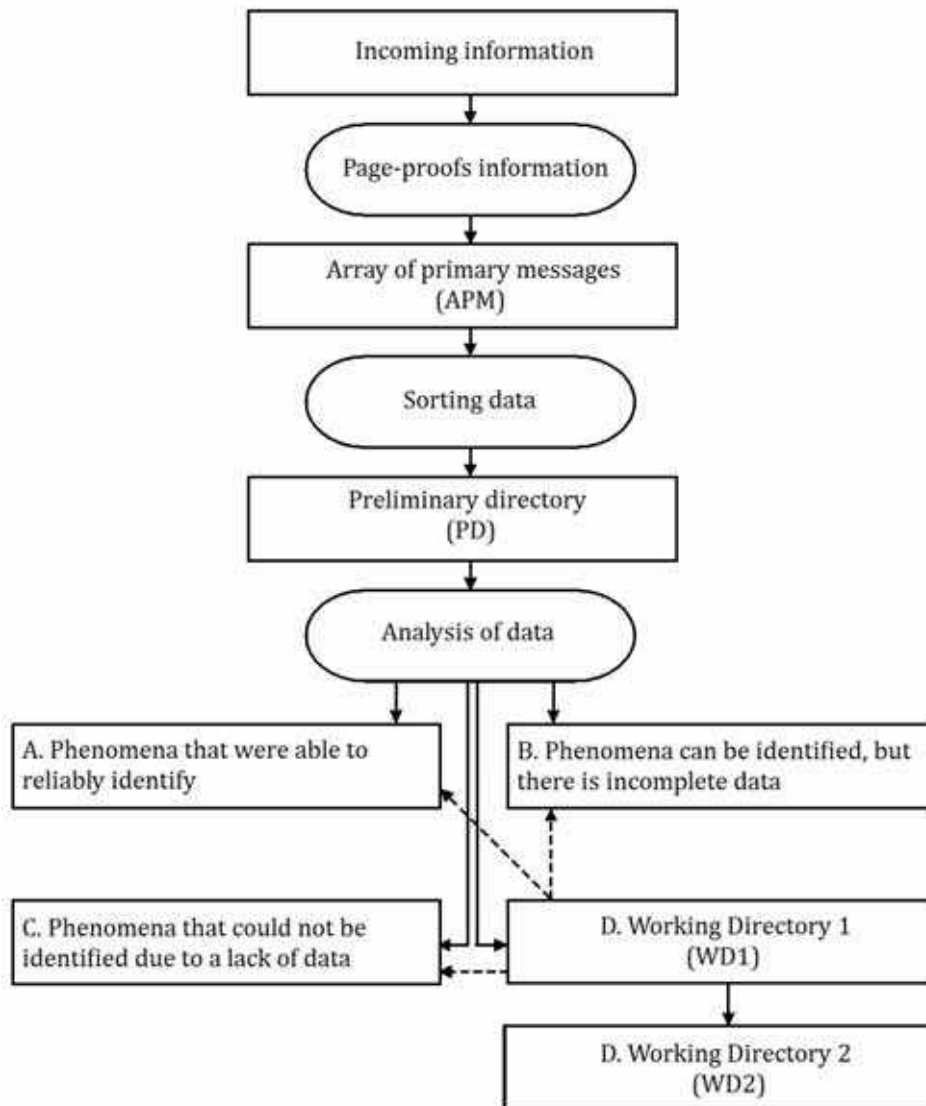 Incoming information
Page-proofs information
Array of primary messages
(APM)
Sorting data
Preliminary directory
(PD)
Analysis of data
A. Phenomena that were able to
reliably identify
B. Phenomena can be identified, but
there is incomplete data
C. Phenomena that could not be
identified due to a lack of data
D. Working Directory 1
(WD1)
D. Working Directory 2
(WD2)